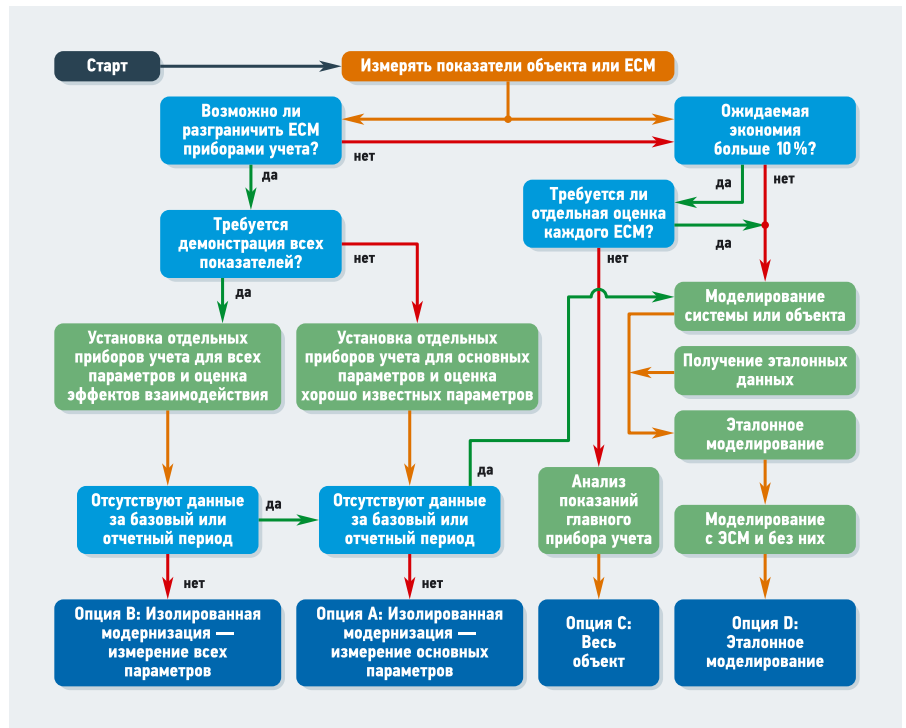 Старт
Измерять показатели объекта или ЕСМ
Возможно ли
разграничить ЕСМ
приборами учета?
Ожидаемая
экономия
больше 10 %?
нет
да
да
нет
Требуется ли
отдельная оценка
каждого ЕСМ?
Требуется
демонстрация всех
показателей?
да
нет
нет
да
Моделирование
системы или объекта
Установка отдельных
приборов учета для всех
параметров и оценка
эффектов взаимодействия
Установка отдельных
приборов учета для основных
параметров и оценка
хорошо известных параметров
Получение эталонных
данных
Эталонное
моделирование
да
Анализ
показаний
главного
прибора учета
Отсутствуют данные
за базовый или
отчетный период
да
Отсутствуют данные
за базовый или
отчетный период
Моделирование
с ЭСМ и без них
нет
нет
Опция B: Изолированная
модернизация —
измерение всех
параметров
Опция A: Изолированная
модернизация —
измерение основных
параметров
Опция C:
Весь
объект
Опция D:
Эталонное
моделирование